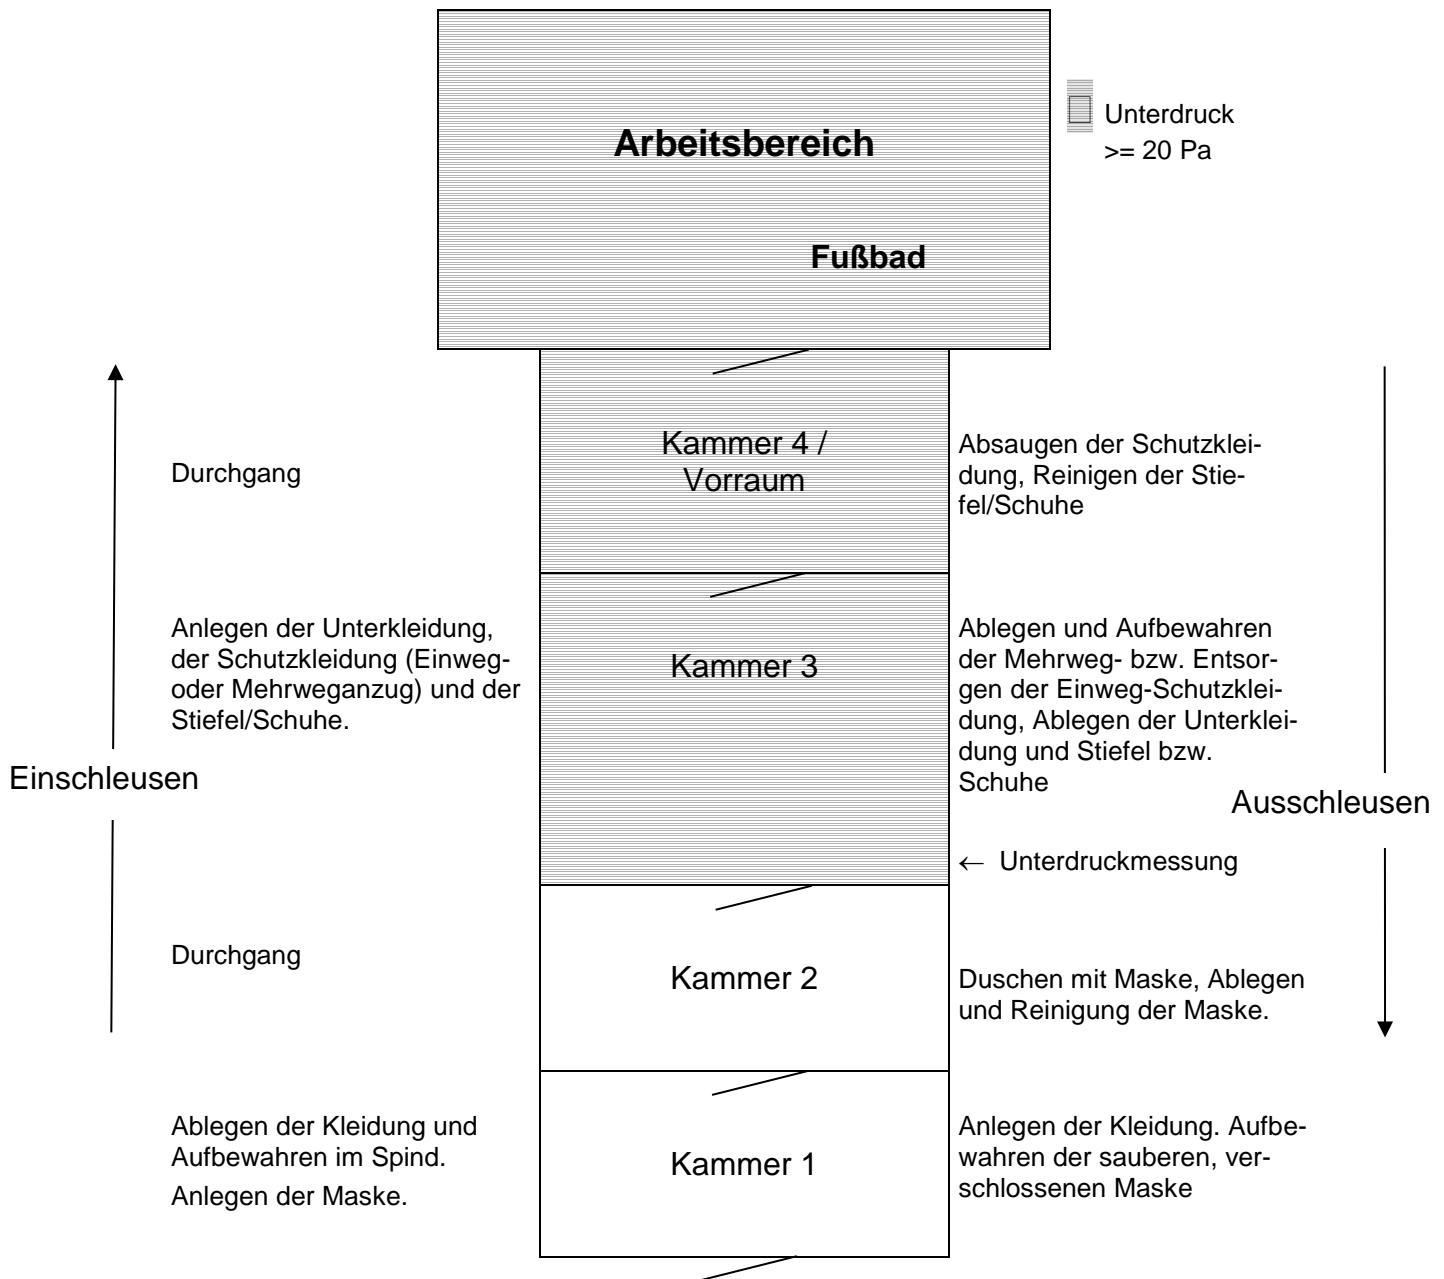 Arbeitsbereich
Unterdruck
>= 20 Pa
Fußbad
Durchgang
Kammer 4 /
Vorraum
Absaugen der Schutzklei-
dung, Reinigen der Stie-
fel/Schuhe
Anlegen der Unterkleidung,
der Schutzkleidung (Einweg-
oder Mehrweganzug) und der
Stiefel/Schuhe.
Kammer 3
Ablegen und Aufbewahren
der Mehrweg- bzw. Entsor-
gen der Einweg-Schutzklei-
dung, Ablegen der Unterklei-
dung und Stiefel bzw.
Schuhe
Einschleusen
Ausschleusen
← Unterdruckmessung
Durchgang
Kammer 2
Duschen mit Maske, Ablegen
und Reinigung der Maske.
Ablegen der Kleidung und
Aufbewahren im Spind.
Anlegen der Maske.
Kammer 1
Anlegen der Kleidung. Aufbe-
wahren der sauberen, ver-
schlossenen Maske